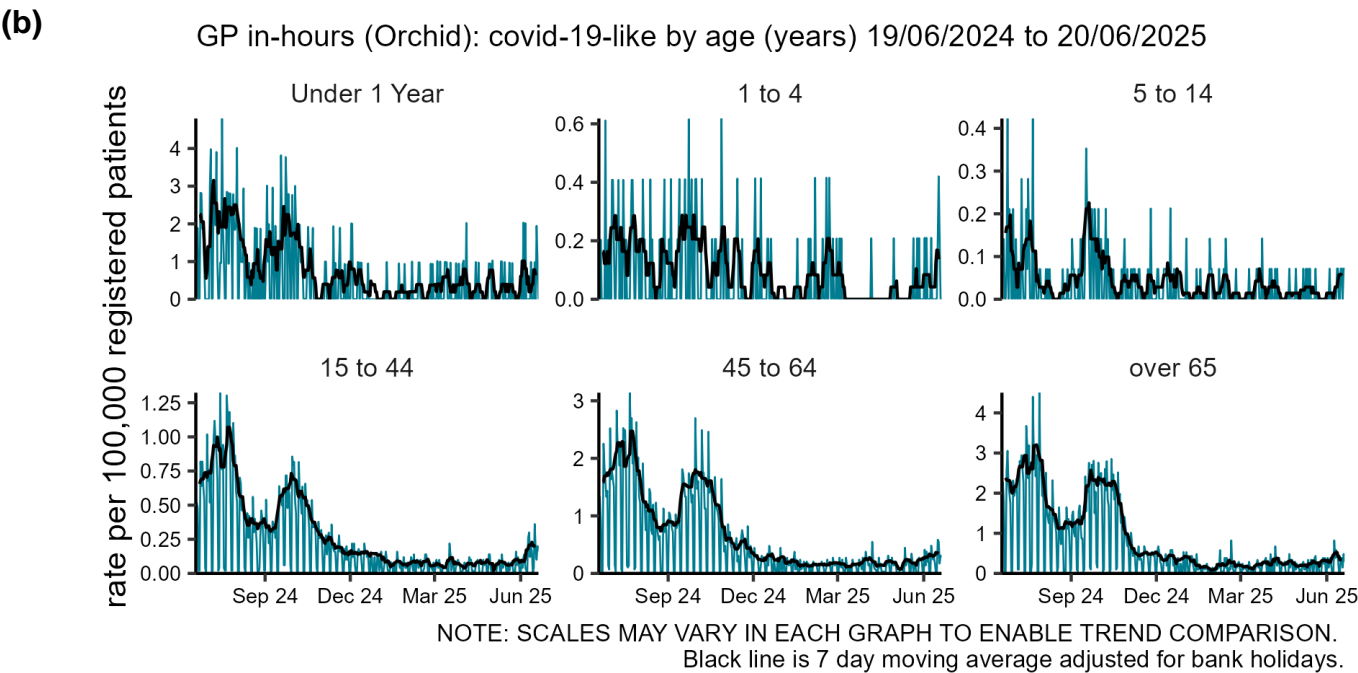 (b)
GP in-hours (Orchid): covid-19-like by age (years) 19/06/2024 to 20/06/2025
rate per 100,000 registered patients
Under 1 Year
4
3
2
1
0
1 to 4
0.6
0.4
0.2
0.0
5 to 14
0.4
0.3
0.2
0.1
0.0
15 to 44
1.25
1.00
0.75
0.50
0.25
0.00
Sep 24 Dec 24 Mar 25 Jun 25
45 to 64
3
2
1
0
Sep 24 Dec 24 Mar 25 Jun 25
over 65
4
3
2
1
0
Sep 24 Dec 24 Mar 25 Jun 25
NOTE: SCALES MAY VARY IN EACH GRAPH TO ENABLE TREND COMPARISON.
Black line is 7 day moving average adjusted for bank holidays.